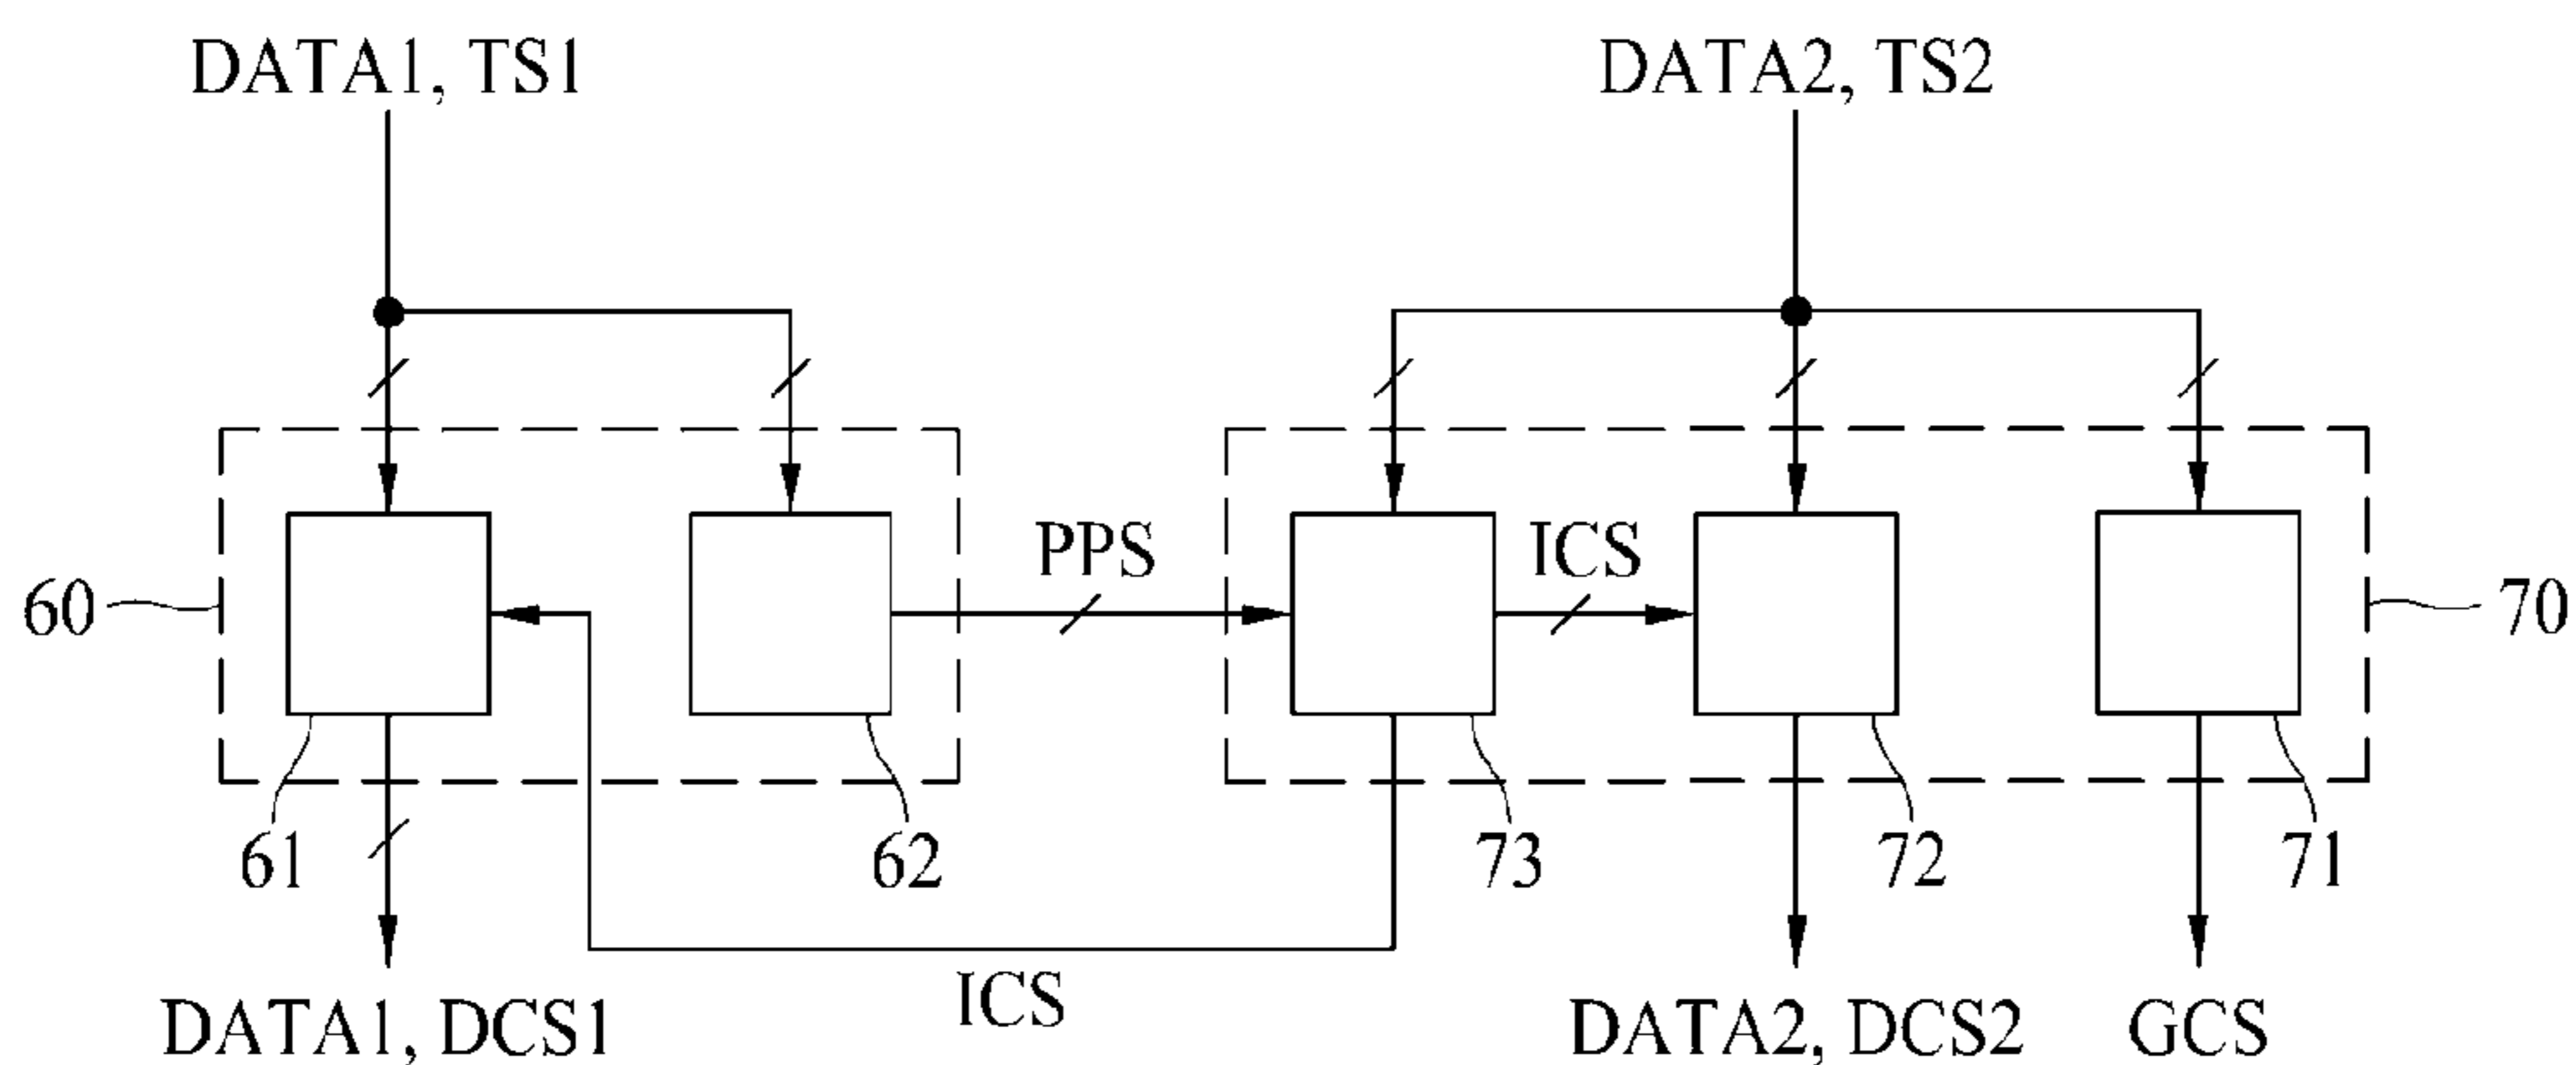 DATA1, TS1
DATA2, TS2
PPS
ICS
60
70
61
62
73
72
71
ICS
DATA1, DCS1
DATA2, DCS2
GCS